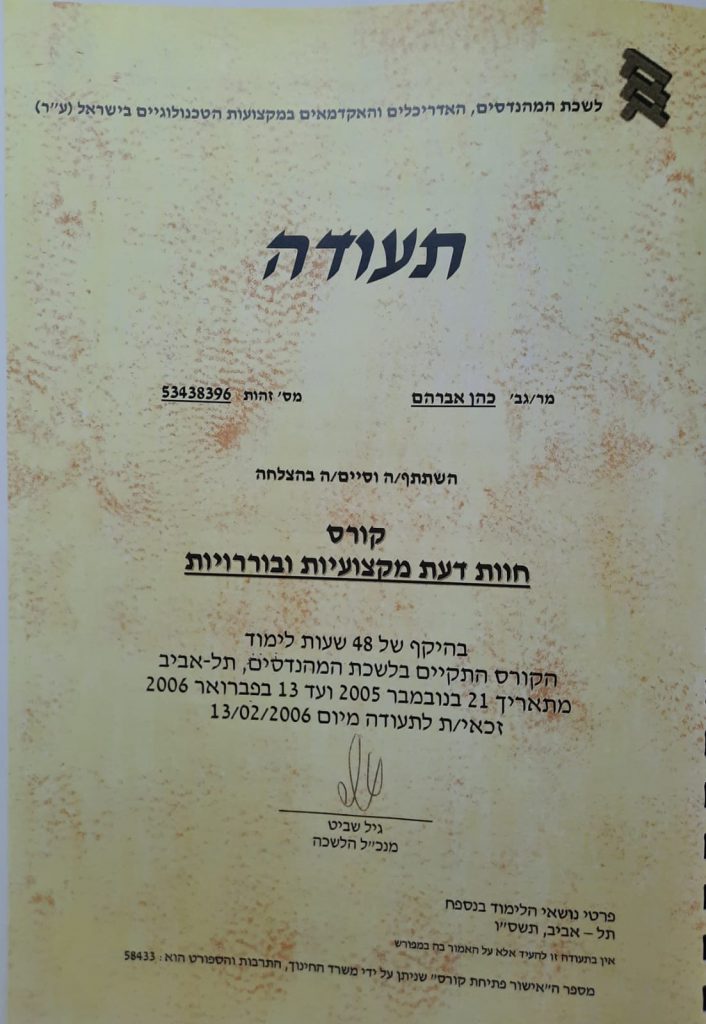 לשכת המהנדסים, האדריכלים והאקדמאים במקצועות הטכנולוגיים בישראל (ע״ר)
תעודה
מר/גב׳ כהן אברהם מס׳ זהות 53438396
השתתף/ה וסיים/ה בהצלחה
קורס
חוות דעת מקצועיות ובוררויות
בהיקף של 48 שעות לימוד
הקורס התקיים בלשכת המהנדסים, תל-אביב
מתאריך 21 בנובמבר 2005 ועד 13 בפברואר 2006
זכאי/ת לתעודה מיום 13/02/2006
גיל שביט
מנכ״ל הלשכה
פרטי נושאי הלימוד בנספח
תל – אביב, תשס״ו
אין בתעודה זו להעיד אלא על האמור בה במפורש
מספר ה״אישור פתיחת קורס״ שניתן על ידי משרד החינוך, התרבות והספורט הוא : 58433